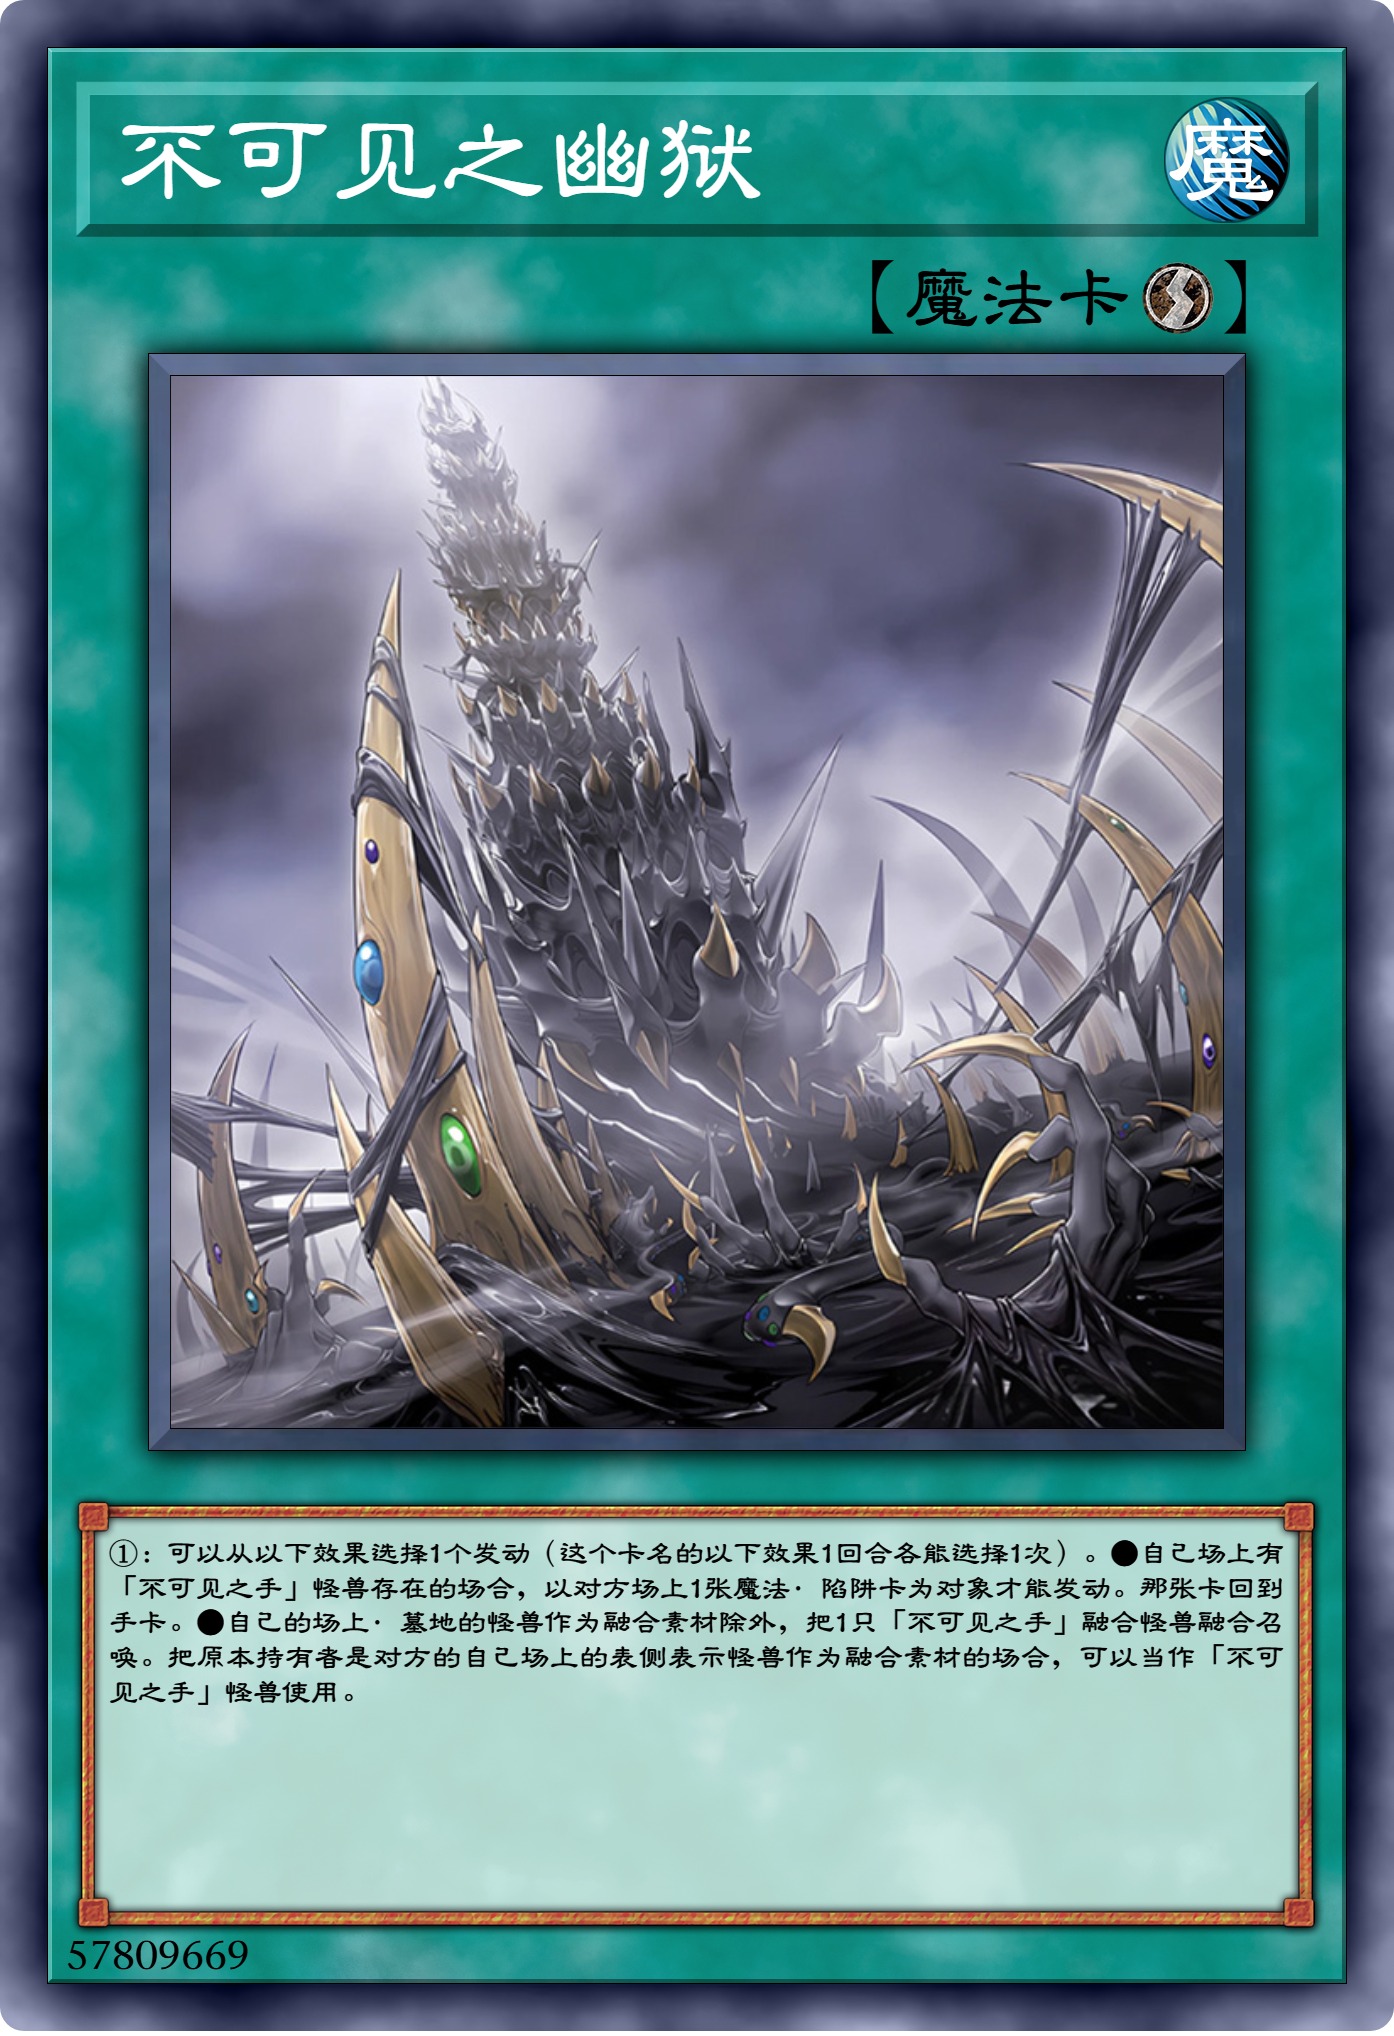 不可见之幽狱
魔
【魔法卡】
①：可以从以下效果选择1个发动（这个卡名的以下效果1回合各能选择1次）。●自己场上有
「不可见之手」怪兽存在的场合，以对方场上1张魔法·陷阱卡为对象才能发动。那张卡回到
手卡。●自己的场上·墓地的怪兽作为融合素材除外，把1只「不可见之手」融合怪兽融合召
唤。把原本持有者是对方的自己场上的表侧表示怪兽作为融合素材的场合，可以当作「不可
见之手」怪兽使用。
57809669